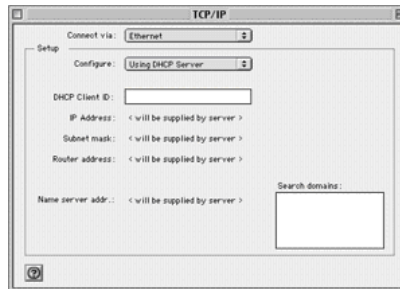 TCP/IP
Connect via: Ethernet
Setup
Configure: Using DHCP Server
DHCP Client ID:
IP Address: < will be supplied by server >
Subnet mask: < will be supplied by server >
Router address: < will be supplied by server >
Search domains:
Name server addr.: < will be supplied by server >
?